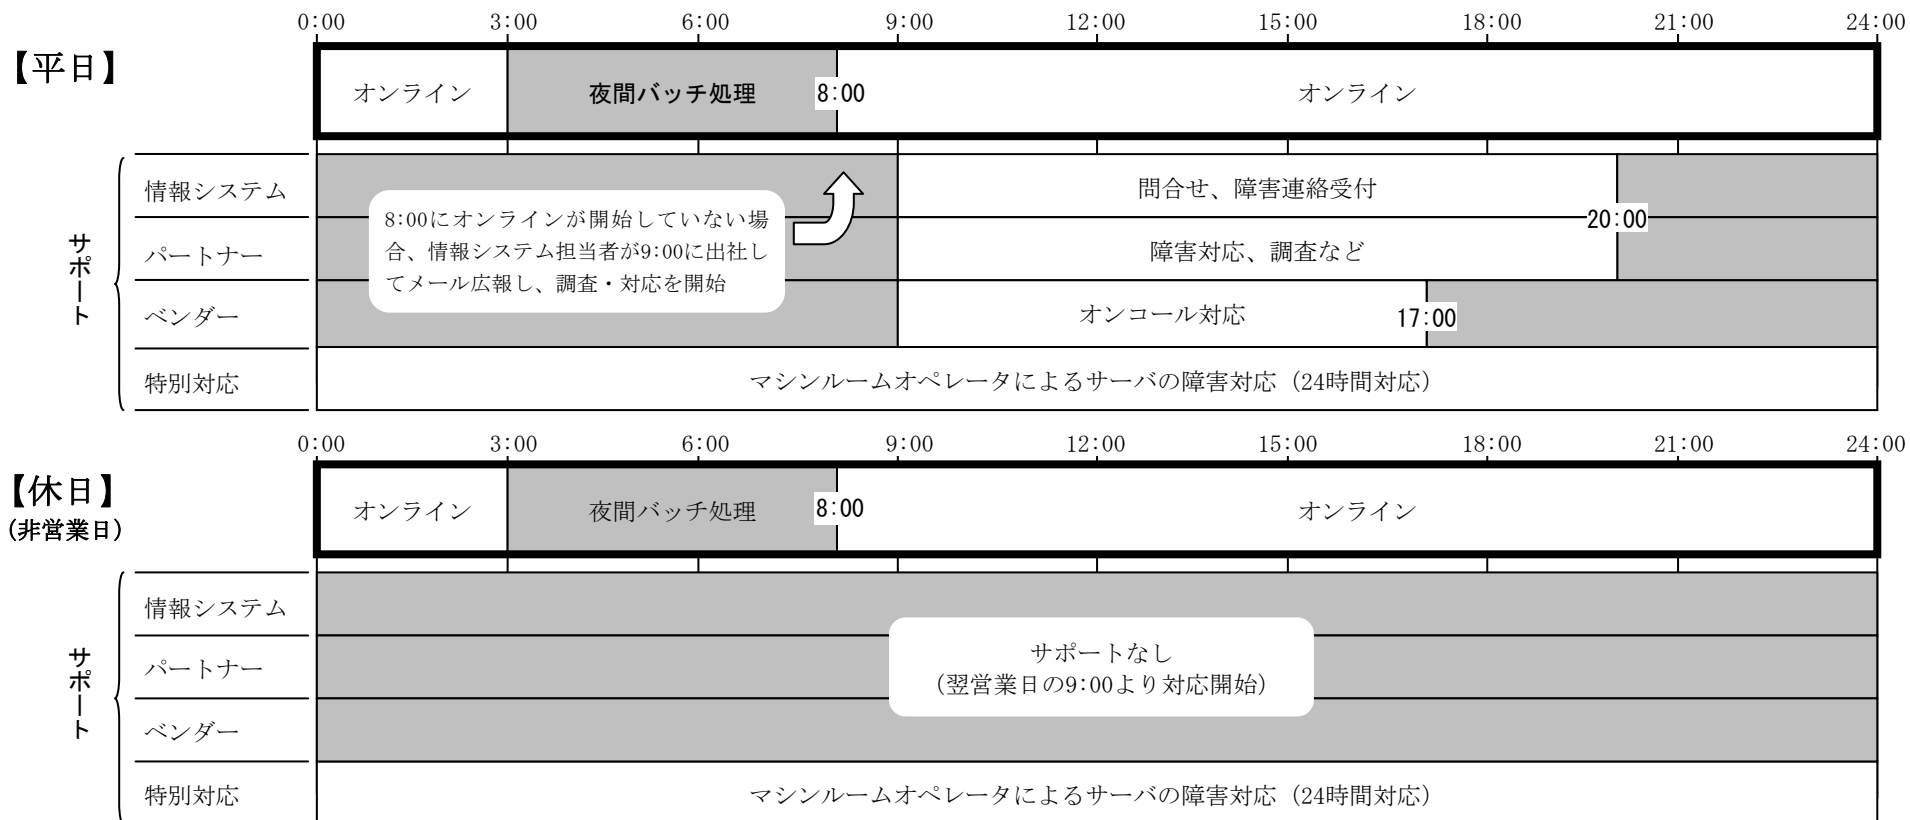 0:00 3:00 6:00 9:00 12:00 15:00 18:00 21:00 24:00
【平日】
オンライン 夜間バッチ処理 8:00 オンライン
サポート
情報システム 問合せ、障害連絡受付
8:00にオンラインが開始していない場
合、情報システム担当者が9:00に出社し
てメール広報し、調査・対応を開始
20:00
パートナー 障害対応、調査など
ベンダー オンコール対応 17:00
特別対応 マシンルームオペレータによるサーバの障害対応（24時間対応）
0:00 3:00 6:00 9:00 12:00 15:00 18:00 21:00 24:00
【休日】
（非営業日）
オンライン 夜間バッチ処理 8:00 オンライン
サポート
情報システム
パートナー
ベンダー
サポートなし
（翌営業日の9:00より対応開始）
特別対応 マシンルームオペレータによるサーバの障害対応（24時間対応）